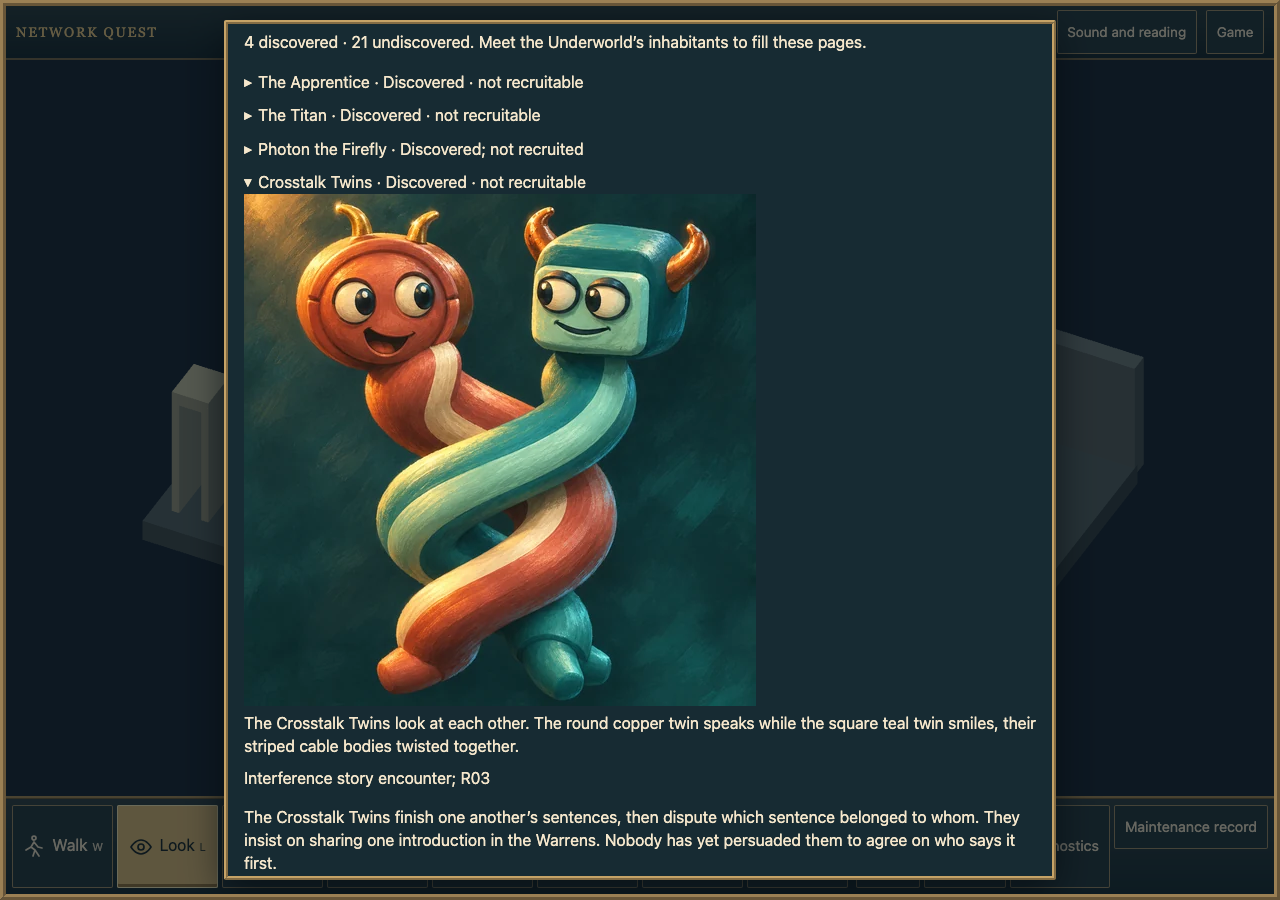 NETWORK QUEST
Sound and reading
Game
4 discovered · 21 undiscovered. Meet the Underworld’s inhabitants to fill these pages.
▸ The Apprentice · Discovered · not recruitable
▸ The Titan · Discovered · not recruitable
▸ Photon the Firefly · Discovered; not recruited
▾ Crosstalk Twins · Discovered · not recruitable
The Crosstalk Twins look at each other. The round copper twin speaks while the square teal twin smiles, their
striped cable bodies twisted together.
Interference story encounter; R03
The Crosstalk Twins finish one another’s sentences, then dispute which sentence belonged to whom. They
insist on sharing one introduction in the Warrens. Nobody has yet persuaded them to agree on who says it
first.
Walk W
Look L
nostics
Maintenance record